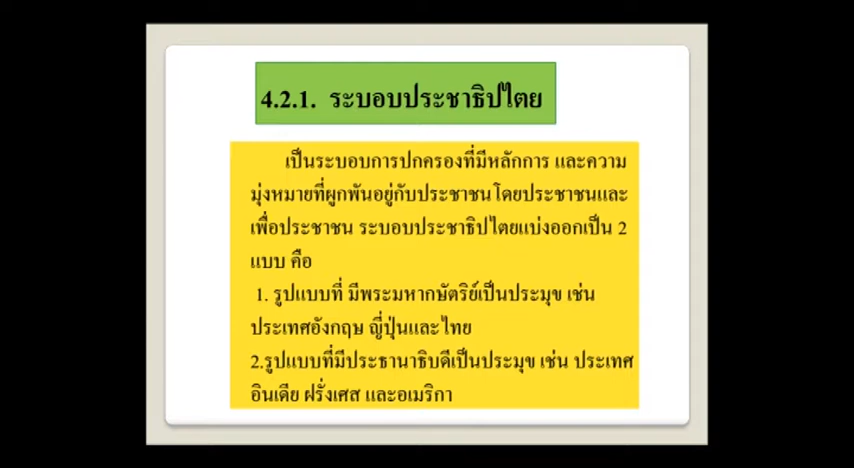 4.2.1. ระบอบประชาธิปไตย
เป็นระบอบการปกครองที่มีหลักการ และความ
มุ่งหมายที่ผูกพันอยู่กับประชาชนโดยประชาชนและ
เพื่อประชาชน ระบอบประชาธิปไตยแบ่งออกเป็น 2
แบบ คือ
1. รูปแบบที่ มีพระมหากษัตริย์เป็นประมุข เช่น
ประเทศอังกฤษ ญี่ปุ่นและไทย
2.รูปแบบที่มีประธานาธิบดีเป็นประมุข เช่น ประเทศ
อินเดีย ฝรั่งเศส และอเมริกา